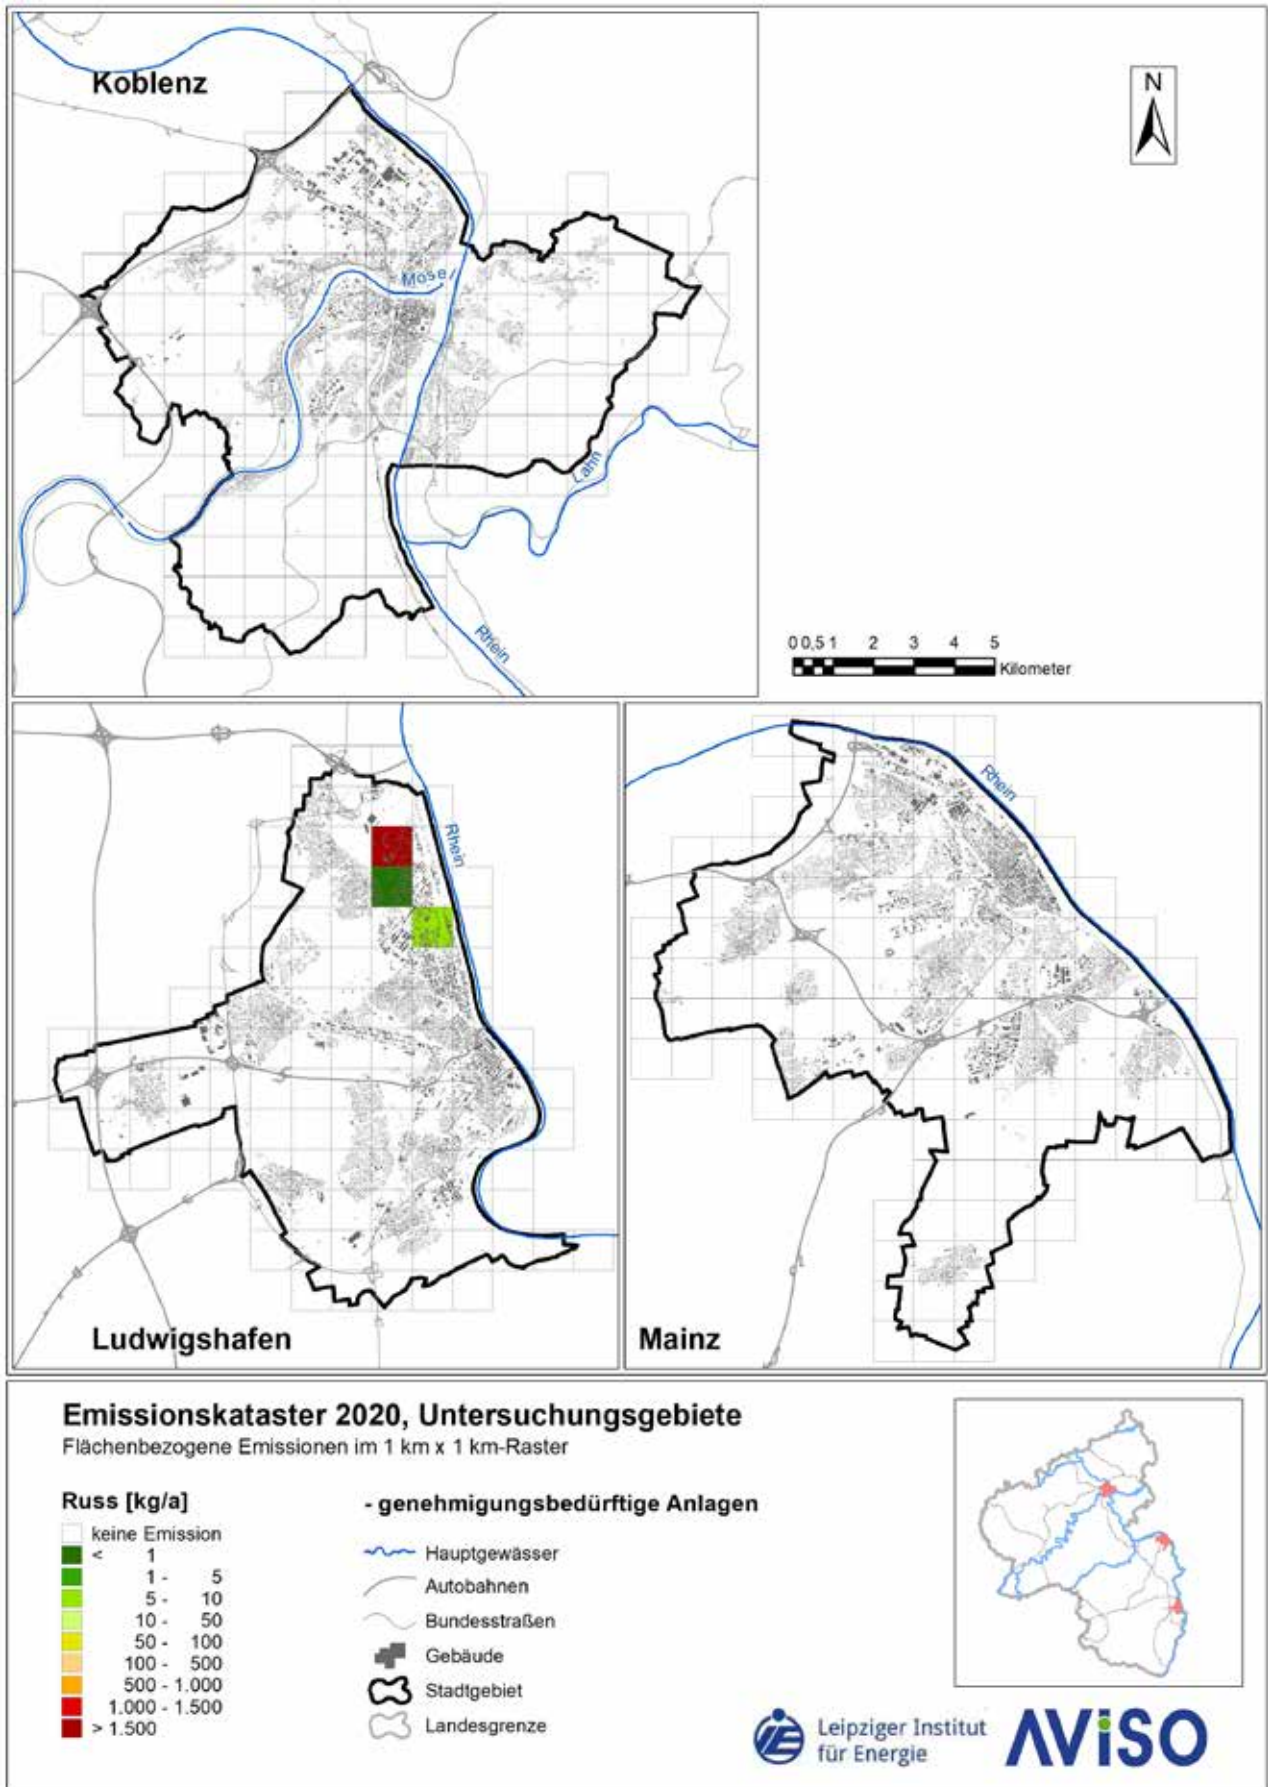 Koblenz
N
Mosel
Lahn
Rhein
0 0,5 1 2 3 4 5
Kilometer
Rhein
Ludwigshafen
Rhein
Mainz
Emissionskataster 2020, Untersuchungsgebiete
Flächenbezogene Emissionen im 1 km x 1 km-Raster
Russ [kg/a]
keine Emission
< 1
1 - 5
5 - 10
10 - 50
50 - 100
100 - 500
500 - 1.000
1.000 - 1.500
> 1.500
- genehmigungsbedürftige Anlagen
Hauptgewässer
Autobahnen
Bundesstraßen
Gebäude
Stadtgebiet
Landesgrenze
Leipziger Institut
für Energie
AViSO